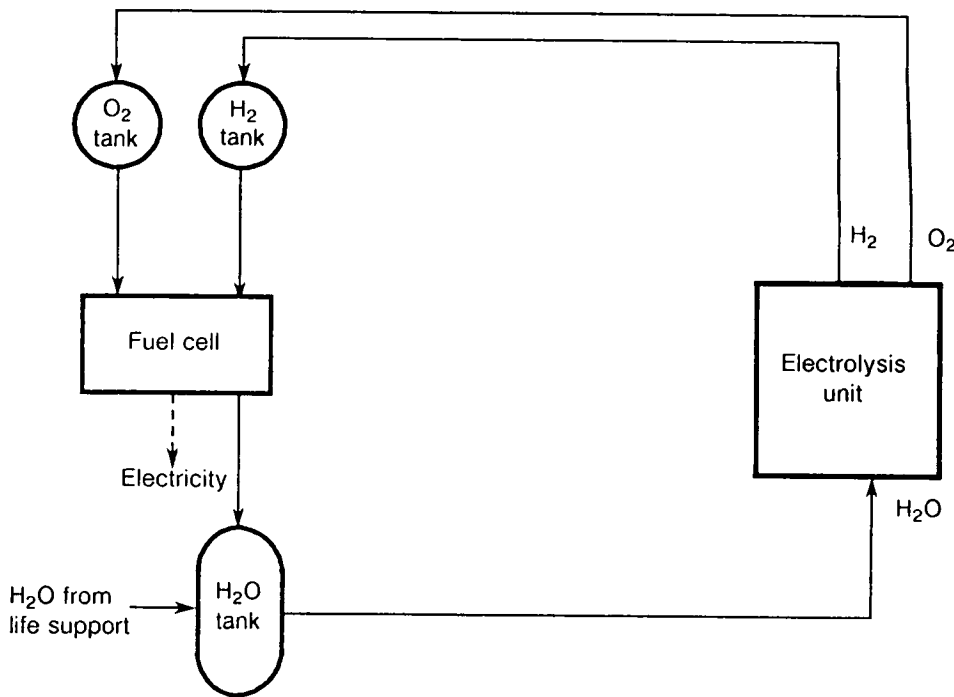 O₂
tank
H₂
tank
H₂
O₂
Fuel cell
Electrolysis
unit
Electricity
H₂O
H₂O from
life support
H₂O
tank